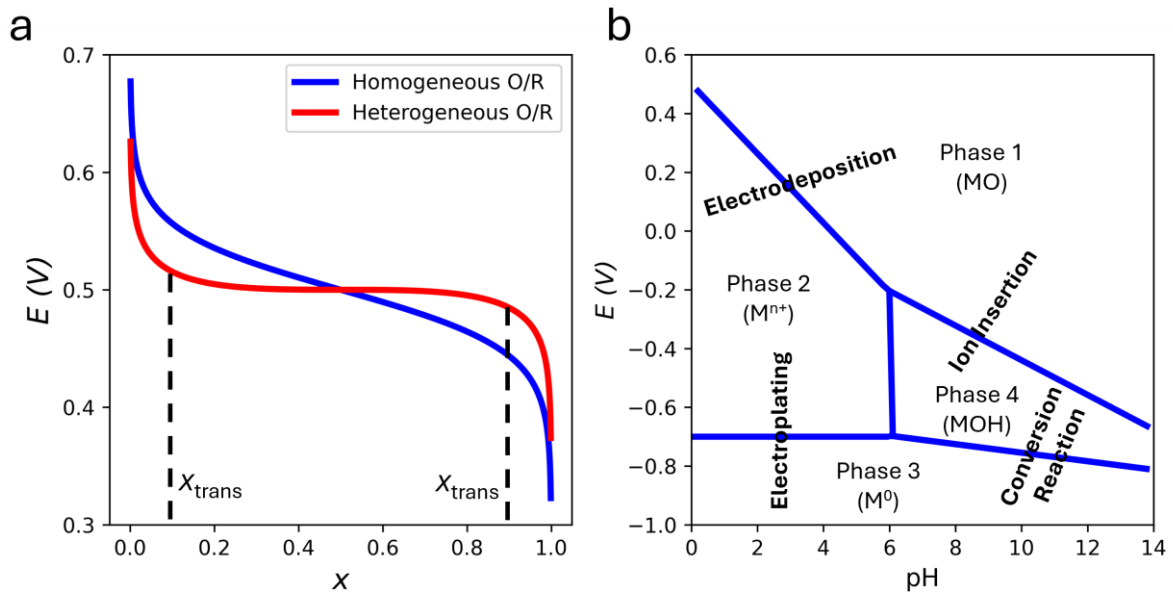 a
0.7
0.6
0.5
0.4
0.3
E (V)
Homogeneous O/R
Heterogeneous O/R
xtrans
xtrans
0.0 0.2 0.4 0.6 0.8 1.0
x
b
0.6
0.4
0.2
0.0
−0.2
−0.4
−0.6
−0.8
−1.0
E (V)
Electrodeposition
Phase 1
(MO)
Phase 2
(Mn+)
Ion Insertion
Phase 4
(MOH)
Electroplating
Phase 3
(M0)
Conversion
Reaction
0 2 4 6 8 10 12 14
pH